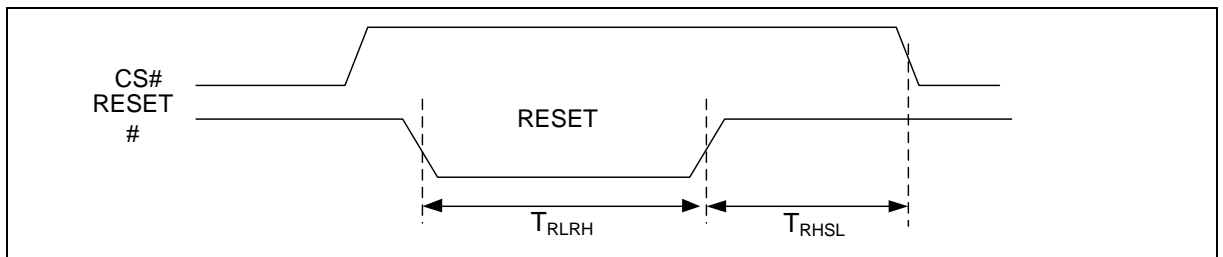 CS#
RESET
#
RESET
TRLRH
TRHSL